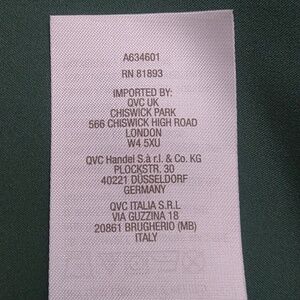 A634601
RN 81893
IMPORTED BY:
QVC UK
CHISWICK PARK
566 CHISWICK HIGH ROAD
LONDON
W4 5XU
QVC Handel S.à r.l. & Co. KG
PLOCKSTR. 30
40221 DÜSSELDORF
GERMANY
QVC ITALIA S.R.L
VIA GUZZINA 18
20861 BRUGHERIO (MB)
ITALY